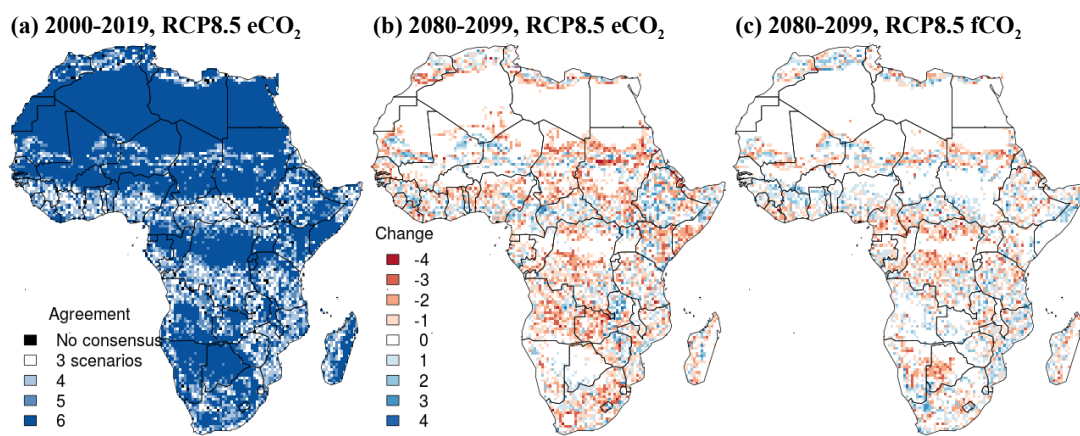 (a) 2000-2019, RCP8.5 eCO₂
(b) 2080-2099, RCP8.5 eCO₂
(c) 2080-2099, RCP8.5 fCO₂
Agreement
No consensus
3 scenarios
4
5
6
Change
-4
-3
-2
-1
0
1
2
3
4